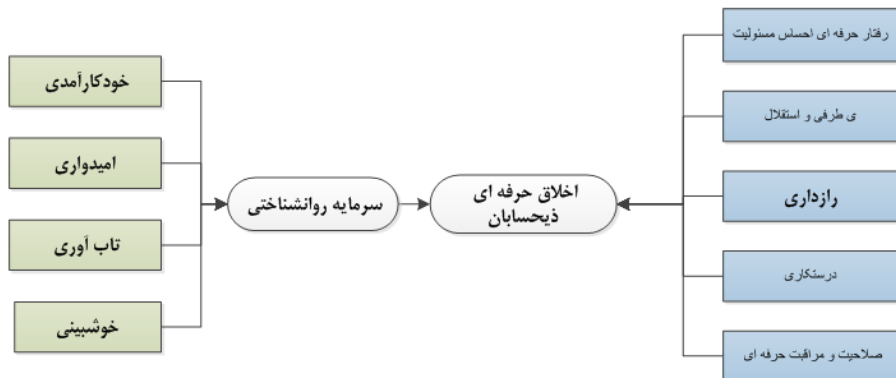 رفتار حرفه ای احساس مسئولیت
ی طرفی و استقلال
رازداری
درستکاری
صلاحیت و مراقبت حرفه ای
اخلاق حرفه ای
ذیحسابان
سرمایه روانشناختی
خودکارآمدی
امیدواری
تاب آوری
خوشبینی